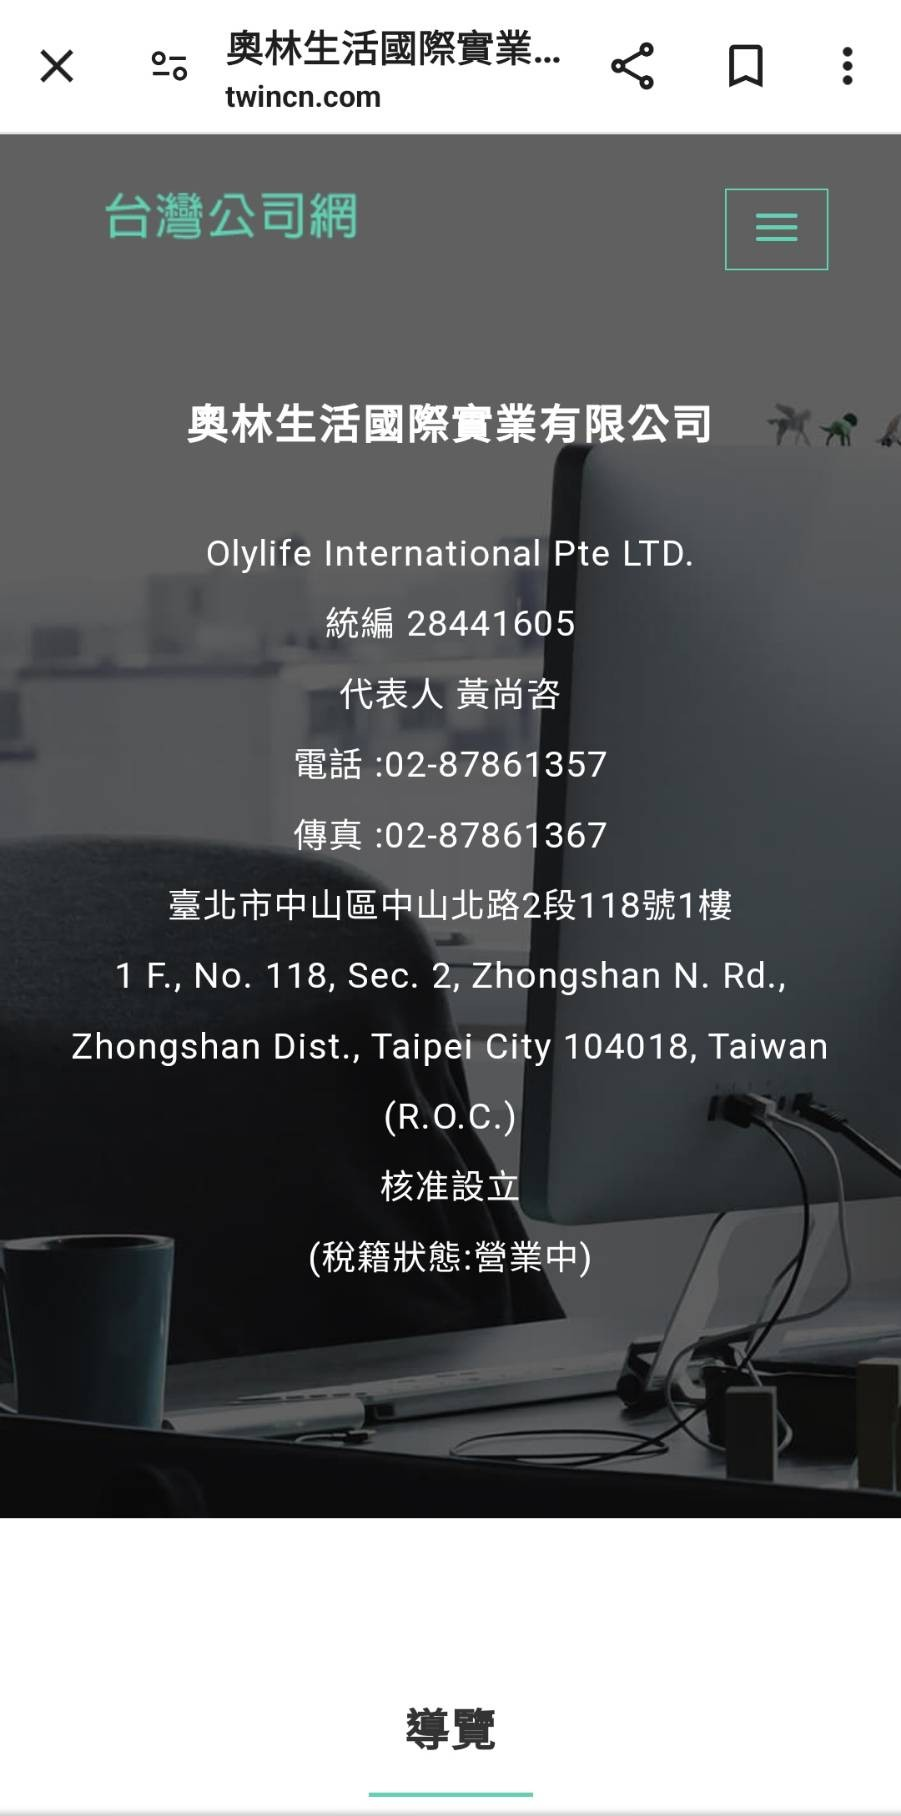 奧林生活國際實業...
twincn.com
台灣公司網
奧林生活國際實業有限公司
Olylife International Pte LTD.
統編 28441605
代表人 黃尚咨
電話 :02-87861357
傳真 :02-87861367
臺北市中山區中山北路2段118號1樓
1 F., No. 118, Sec. 2, Zhongshan N. Rd.,
Zhongshan Dist., Taipei City 104018, Taiwan
(R.O.C.)
核准設立
(稅籍狀態:營業中)
導覽